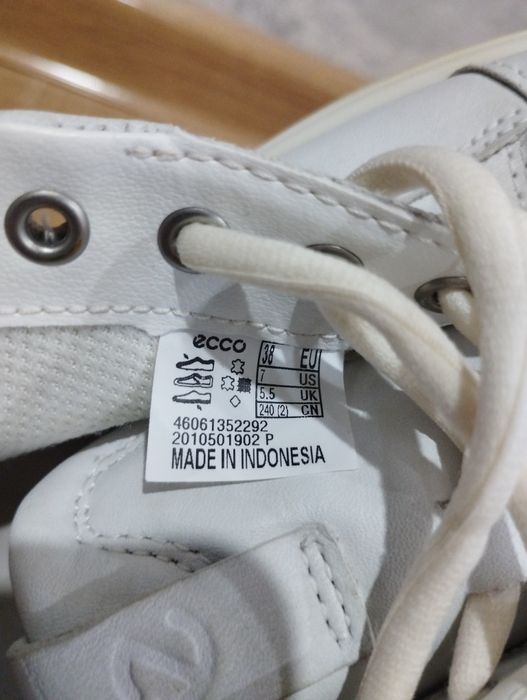 ecco
38 EU
7 US
5.5 UK
240 (2) CN
46061352292
2010501902 P
MADE IN INDONESIA